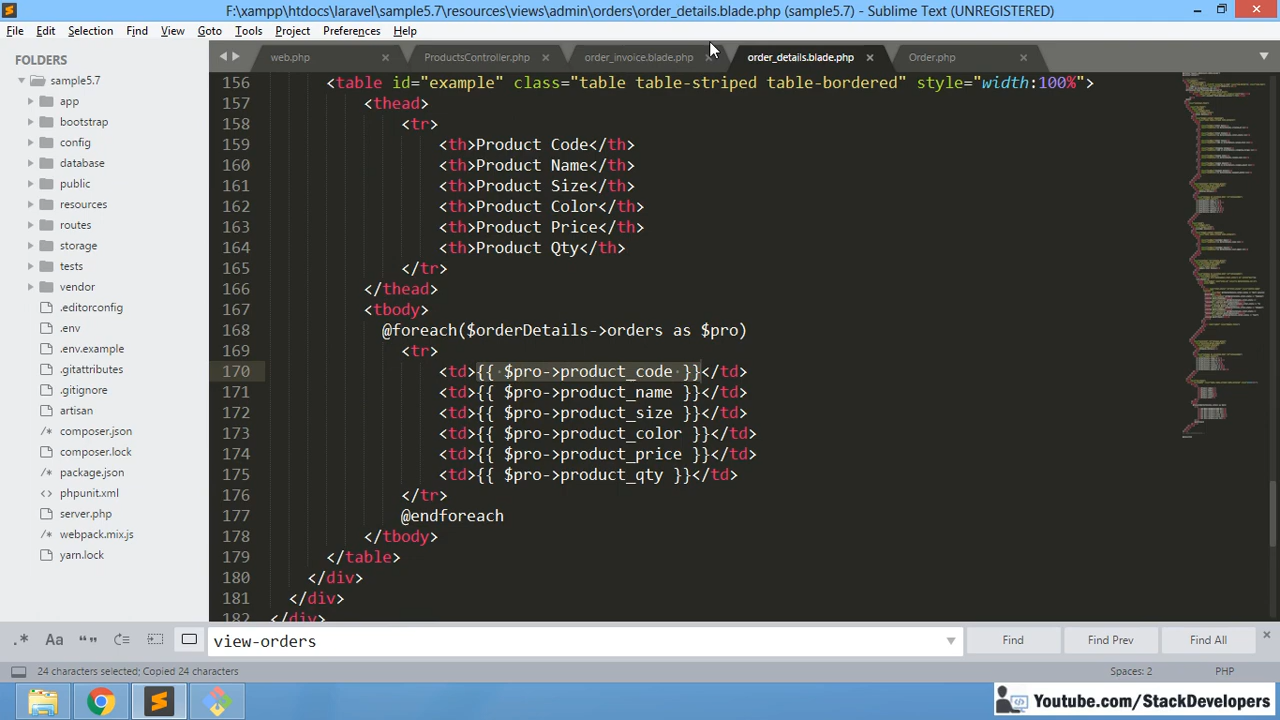 F:\xampp\htdocs\laravel\sample5.7\resources\views\admin\orders\order_details.blade.php (sample5.7) - Sublime Text (UNREGISTERED)
File Edit Selection Find View Goto Tools Project Preferences Help
FOLDERS
sample5.7
app
bootstrap
config
database
public
resources
routes
storage
tests
vendor
.editorconfig
.env
.env.example
.gitattributes
.gitignore
artisan
composer.json
composer.lock
package.json
phpunit.xml
server.php
webpack.mix.js
yarn.lock
web.php × ProductsController.php × order_invoice.blade.php × order_details.blade.php × Order.php ×
156 <table id="example" class="table table-striped table-bordered" style="width:100%">
157 <thead>
158 <tr>
159 <th>Product Code</th>
160 <th>Product Name</th>
161 <th>Product Size</th>
162 <th>Product Color</th>
163 <th>Product Price</th>
164 <th>Product Qty</th>
165 </tr>
166 </thead>
167 <tbody>
168 @foreach($orderDetails->orders as $pro)
169 <tr>
170 <td>{{ $pro->product_code }}</td>
171 <td>{{ $pro->product_name }}</td>
172 <td>{{ $pro->product_size }}</td>
173 <td>{{ $pro->product_color }}</td>
174 <td>{{ $pro->product_price }}</td>
175 <td>{{ $pro->product_qty }}</td>
176 </tr>
177 @endforeach
178 </tbody>
179 </table>
180 </div>
181 </div>
182 </div>
.* Aa “” view-orders Find Find Prev Find All
24 characters selected; Copied 24 characters Spaces: 2 PHP
Youtube.com/StackDevelopers